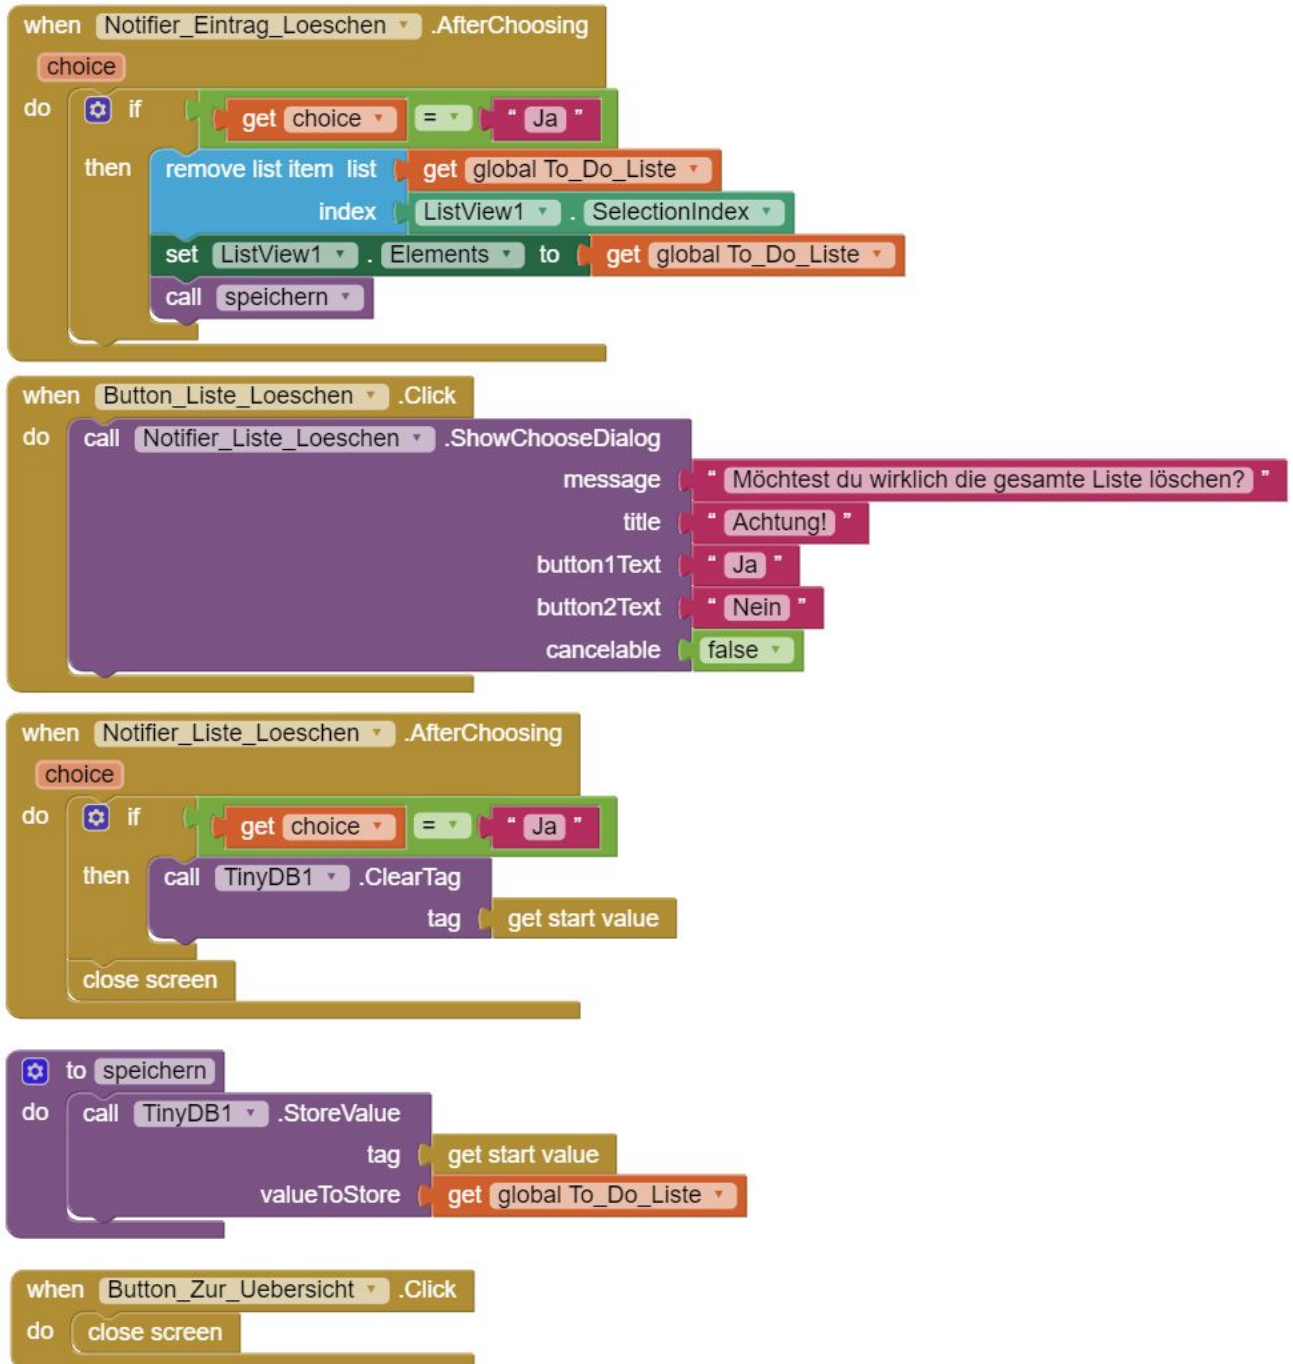 when Notifier_Eintrag_Loeschen .AfterChoosing
choice
do if get choice = " Ja "
then remove list item list get global To_Do_Liste
index ListView1 . SelectionIndex
set ListView1 . Elements to get global To_Do_Liste
call speichern
when Button_Liste_Loeschen .Click
do call Notifier_Liste_Loeschen .ShowChooseDialog
message " Möchtest du wirklich die gesamte Liste löschen? "
title " Achtung! "
button1Text " Ja "
button2Text " Nein "
cancelable false
when Notifier_Liste_Loeschen .AfterChoosing
choice
do if get choice = " Ja "
then call TinyDB1 .ClearTag
tag get start value
close screen
to speichern
do call TinyDB1 .StoreValue
tag get start value
valueToStore get global To_Do_Liste
when Button_Zur_Uebersicht .Click
do close screen